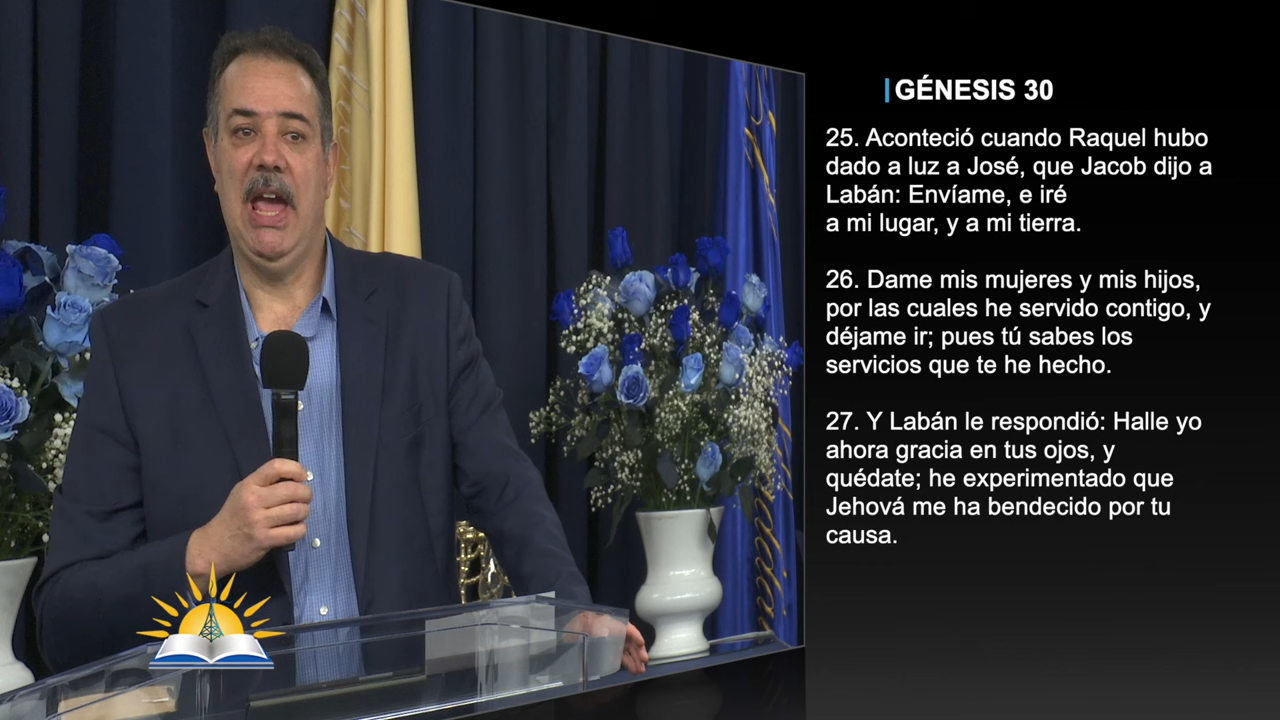 GÉNESIS 30
25. Aconteció cuando Raquel hubo
dado a luz a José, que Jacob dijo a
Labán: Envíame, e iré
a mi lugar, y a mi tierra.
26. Dame mis mujeres y mis hijos,
por las cuales he servido contigo, y
déjame ir; pues tú sabes los
servicios que te he hecho.
27. Y Labán le respondió: Halle yo
ahora gracia en tus ojos, y
quédate; he experimentado que
Jehová me ha bendecido por tu
causa.